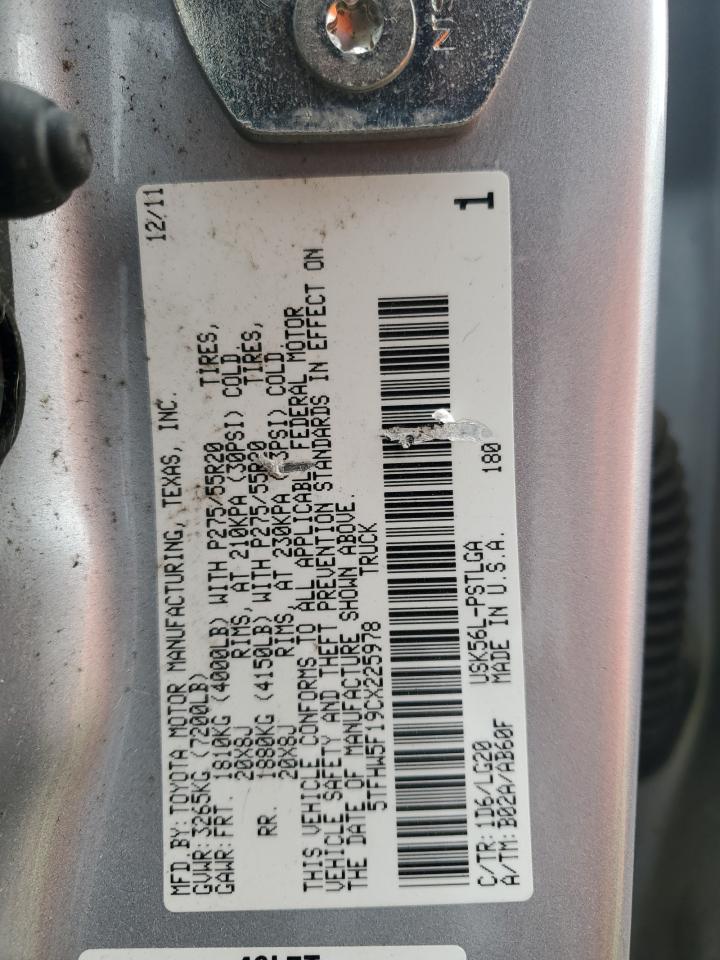 MFD BY: TOYOTA MOTOR MANUFACTURING, TEXAS, INC. 12/11
GVWR: 3265KG (7200LB)
GAWR: FRT. 1810KG (4000LB) WITH P275/55R20 TIRES,
20X8J RIMS, AT 210KPA (30PSI) COLD.
RR. 1880KG (4150LB) WITH TIRES,
20X8J RIMS, AT 230KPA COLD.
THIS VEHICLE CONFORMS TO ALL APPLICABLE FEDERAL MOTOR
VEHICLE SAFETY AND THEFT PREVENTION STANDARDS IN EFFECT ON
THE DATE OF MANUFACTURE SHOWN ABOVE.
5TFHW5F19CX225978 TRUCK
C/TR: 1D6/LG20 USK56L-PSTLGA 180
A/TM: B02A/AB60F MADE IN U.S.A.
1